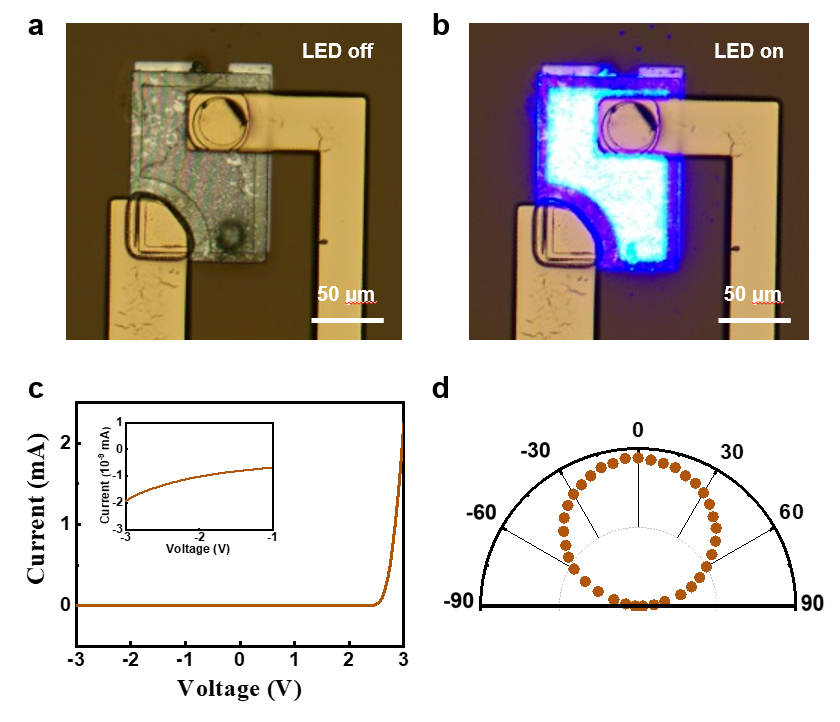 a
LED off
50 µm
b
LED on
50 µm
c
Current (mA)
2
1
0
-3
-2
-1
0
1
2
3
Voltage (V)
Current (10⁻⁹ mA)
1
0
-1
-2
-3
-3
-2
-1
Voltage (V)
d
-90
-60
-30
0
30
60
90